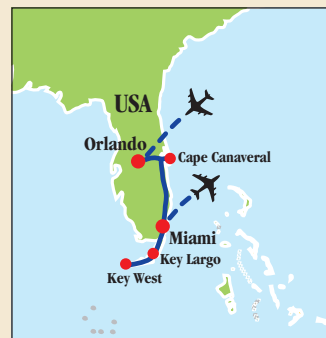 USA
Orlando
Cape Canaveral
Miami
Key Largo
Key West